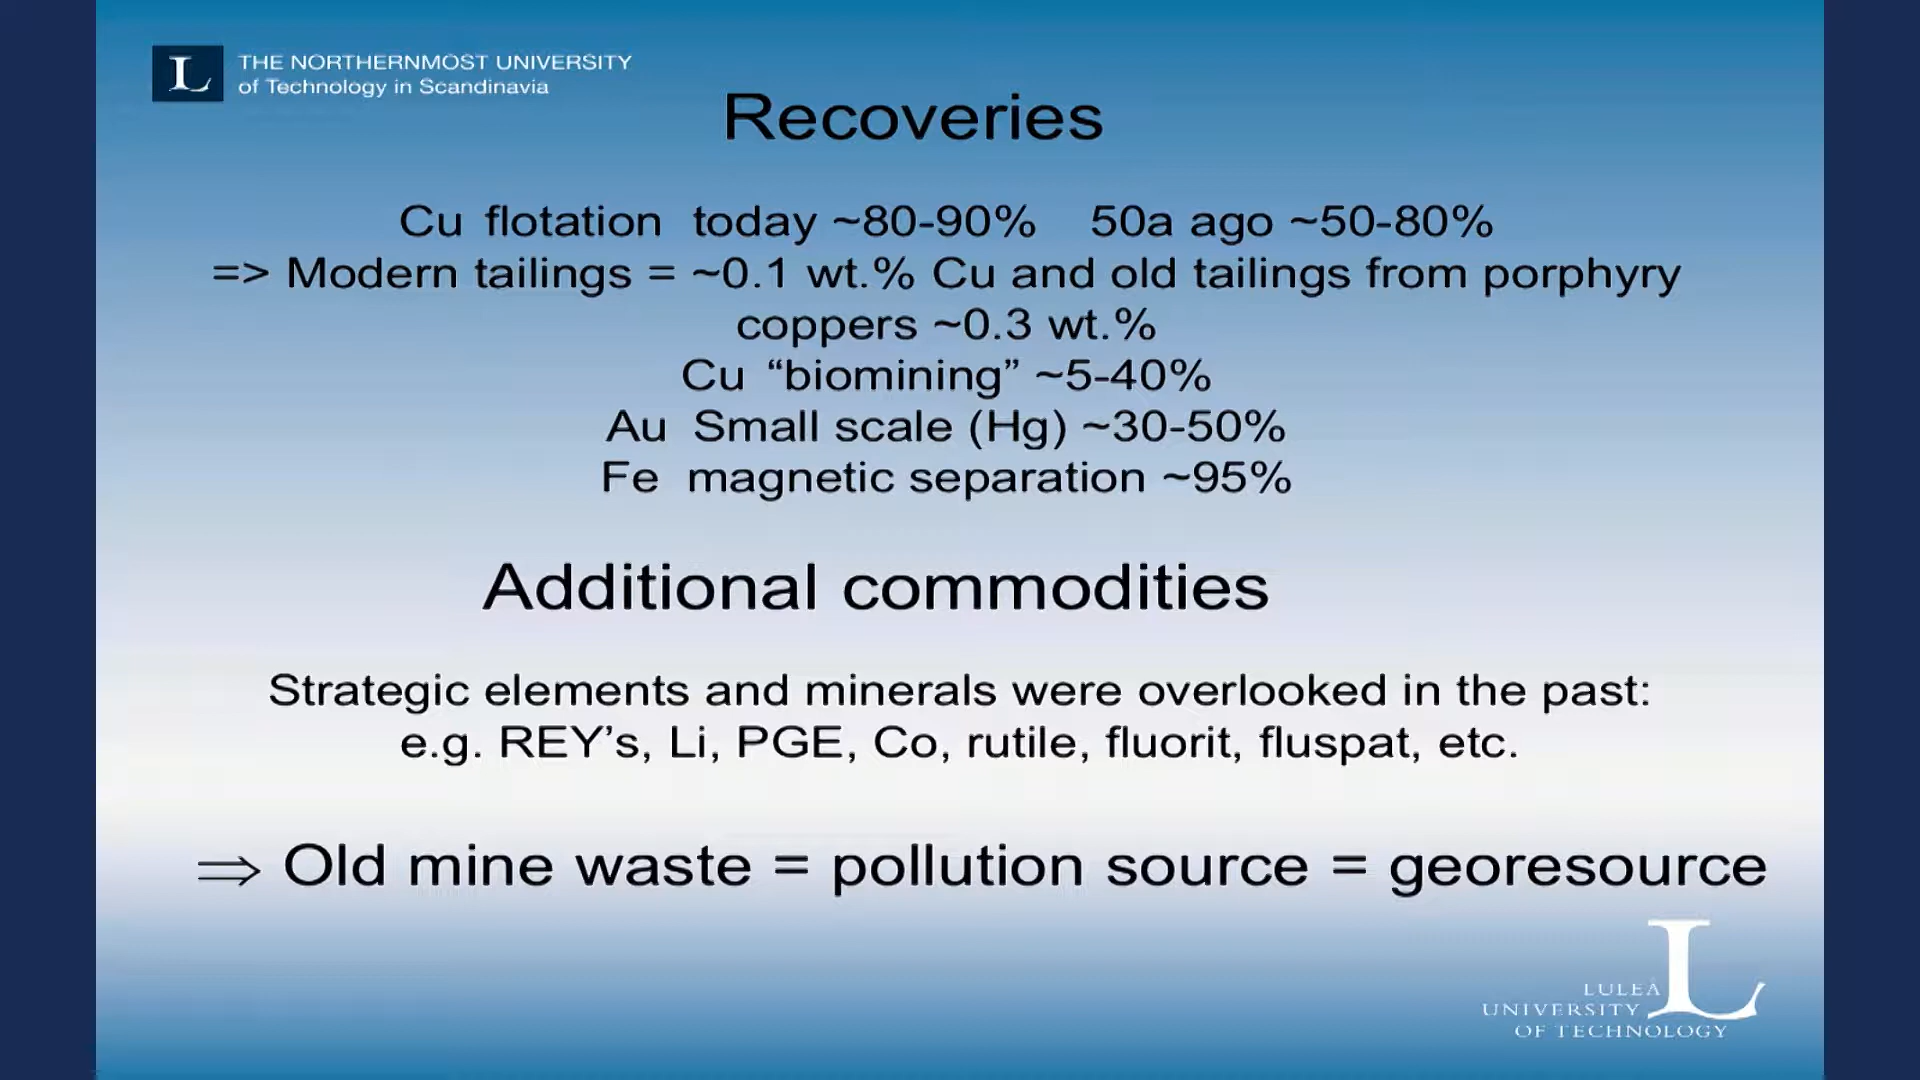 L
THE NORTHERNMOST UNIVERSITY
of Technology in Scandinavia
Recoveries
Cu flotation today ~80-90% 50a ago ~50-80%
=> Modern tailings = ~0.1 wt.% Cu and old tailings from porphyry
coppers ~0.3 wt.%
Cu “biomining” ~5-40%
Au Small scale (Hg) ~30-50%
Fe magnetic separation ~95%
Additional commodities
Strategic elements and minerals were overlooked in the past:
e.g. REY’s, Li, PGE, Co, rutile, fluorit, fluspat, etc.
⇒ Old mine waste = pollution source = georesource
L
LULEÅ
UNIVERSITY
OF TECHNOLOGY